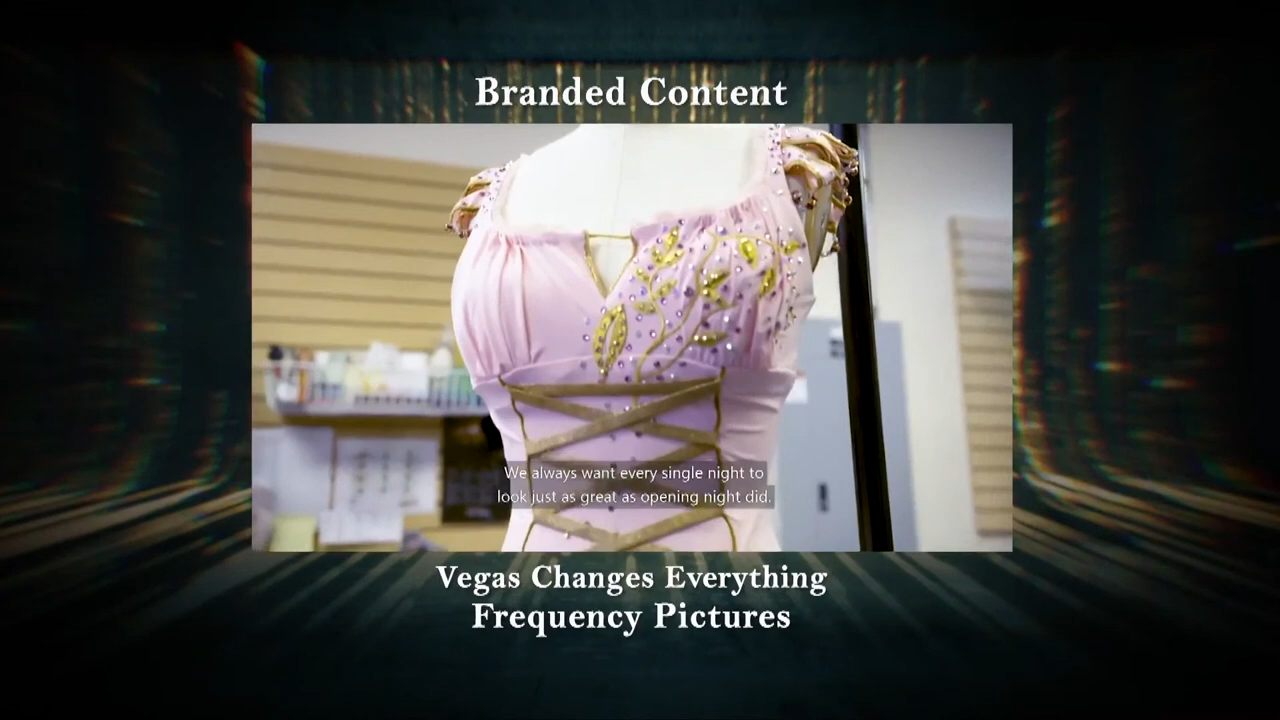 Branded Content
We always want every single night to
look just as great as opening night did.
Vegas Changes Everything
Frequency Pictures